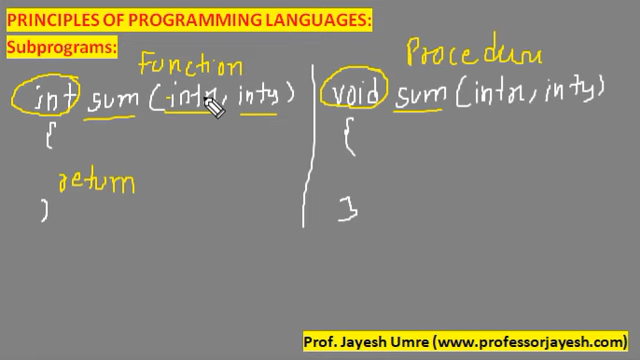 PRINCIPLES OF PROGRAMMING LANGUAGES:
Subprograms:
Function
int sum (int x, int y)
{
return
}
Procedure
void sum (int x, int y)
{
}
Prof. Jayesh Umre (www.professorjayesh.com)